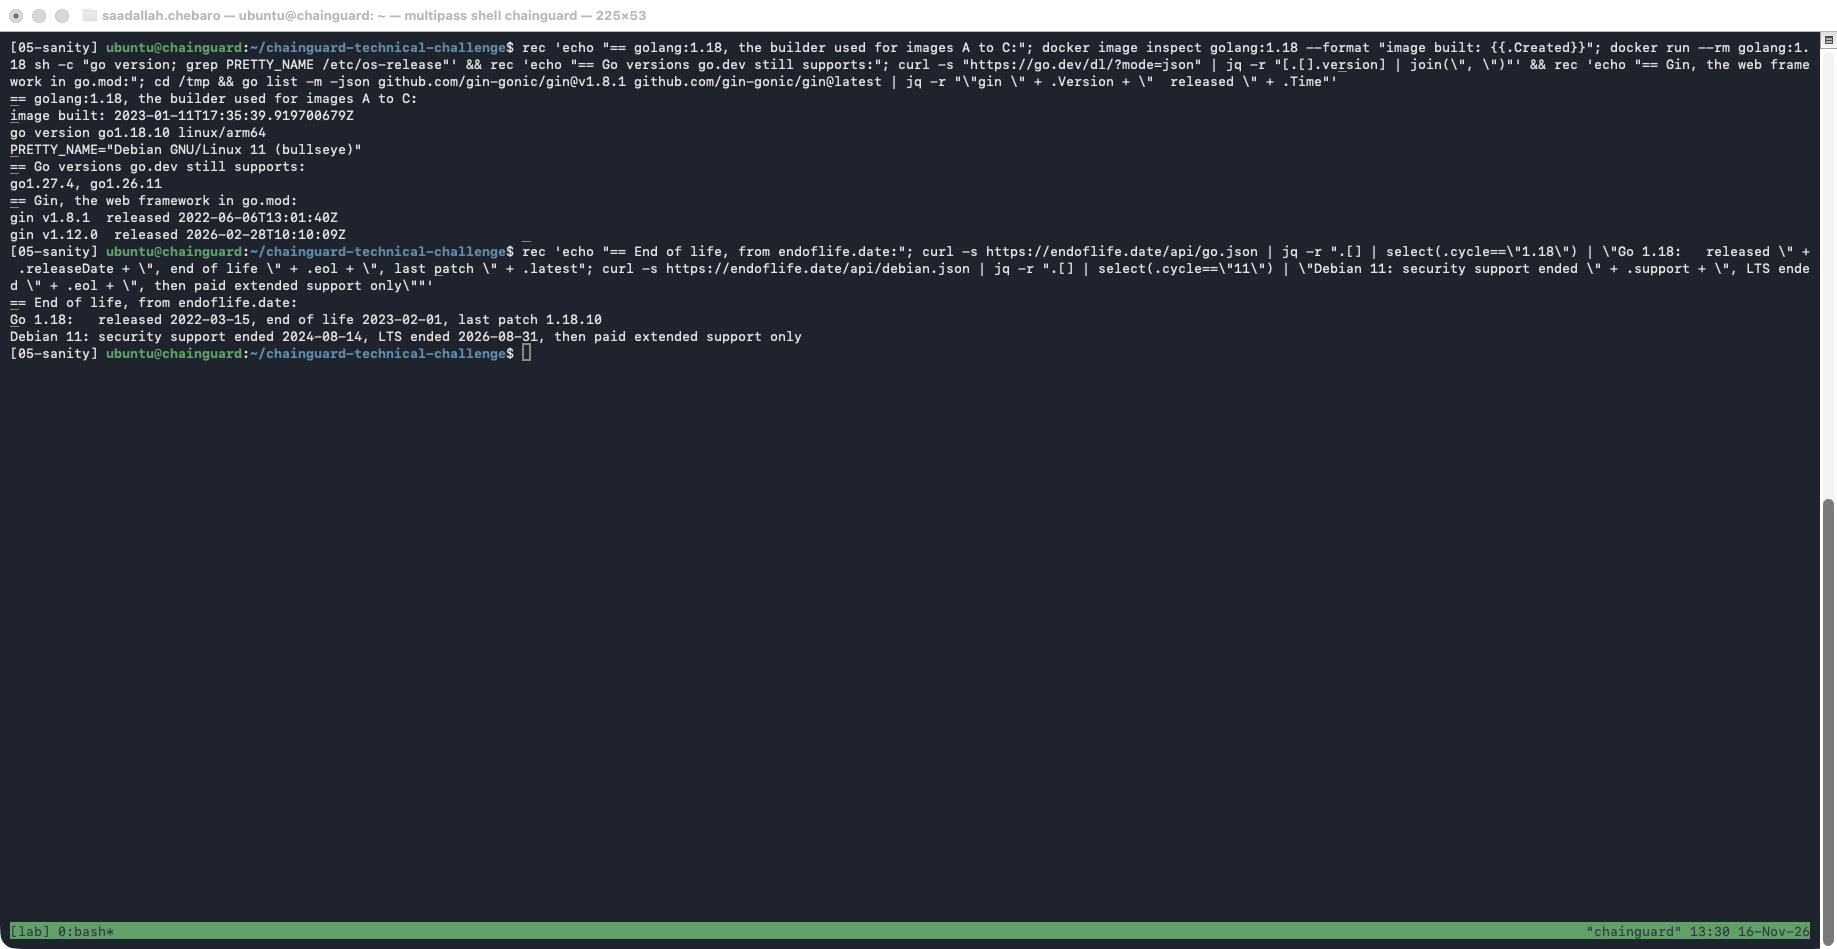 saadallah.chebaro — ubuntu@chainguard: ~ — multipass shell chainguard — 225×53
[05-sanity] ubuntu@chainguard:~/chainguard-technical-challenge$ rec 'echo "== golang:1.18, the builder used for images A to C:"; docker image inspect golang:1.18 --format "image built: {{.Created}}"; docker run --rm golang:1.
18 sh -c "go version; grep PRETTY_NAME /etc/os-release"' && rec 'echo "== Go versions go.dev still supports:"; curl -s "https://go.dev/dl/?mode=json" | jq -r "[.[].version] | join(\", \")"' && rec 'echo "== Gin, the web frame
work in go.mod:"; cd /tmp && go list -m -json github.com/gin-gonic/gin@v1.8.1 github.com/gin-gonic/gin@latest | jq -r "\"gin \" + .Version + \"  released \" + .Time"'
== golang:1.18, the builder used for images A to C:
image built: 2023-01-11T17:35:39.919700679Z
go version go1.18.10 linux/arm64
PRETTY_NAME="Debian GNU/Linux 11 (bullseye)"
== Go versions go.dev still supports:
go1.27.4, go1.26.11
== Gin, the web framework in go.mod:
gin v1.8.1  released 2022-06-06T13:01:40Z
gin v1.12.0  released 2026-02-28T10:10:09Z
[05-sanity] ubuntu@chainguard:~/chainguard-technical-challenge$ rec 'echo "== End of life, from endoflife.date:"; curl -s https://endoflife.date/api/go.json | jq -r ".[] | select(.cycle==\"1.18\") | \"Go 1.18:   released \" +
 .releaseDate + \", end of life \" + .eol + \", last patch \" + .latest"; curl -s https://endoflife.date/api/debian.json | jq -r ".[] | select(.cycle==\"11\") | \"Debian 11: security support ended \" + .support + \", LTS ende
d \" + .eol + \", then paid extended support only\""'
== End of life, from endoflife.date:
Go 1.18:   released 2022-03-15, end of life 2023-02-01, last patch 1.18.10
Debian 11: security support ended 2024-08-14, LTS ended 2026-08-31, then paid extended support only
[05-sanity] ubuntu@chainguard:~/chainguard-technical-challenge$
[lab] 0:bash* "chainguard" 13:30 16-Nov-26